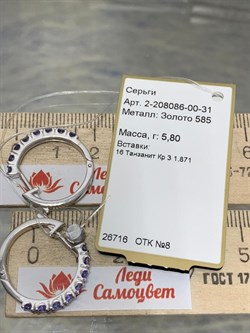 Серьги
Арт. 2-208086-00-31
Металл: Золото 585
Масса, г: 5,80
Вставки:
16 Танзанит Кр 3 1.871
26716 ОТК №8
Леди
Самоцвет
ГОСТ 17